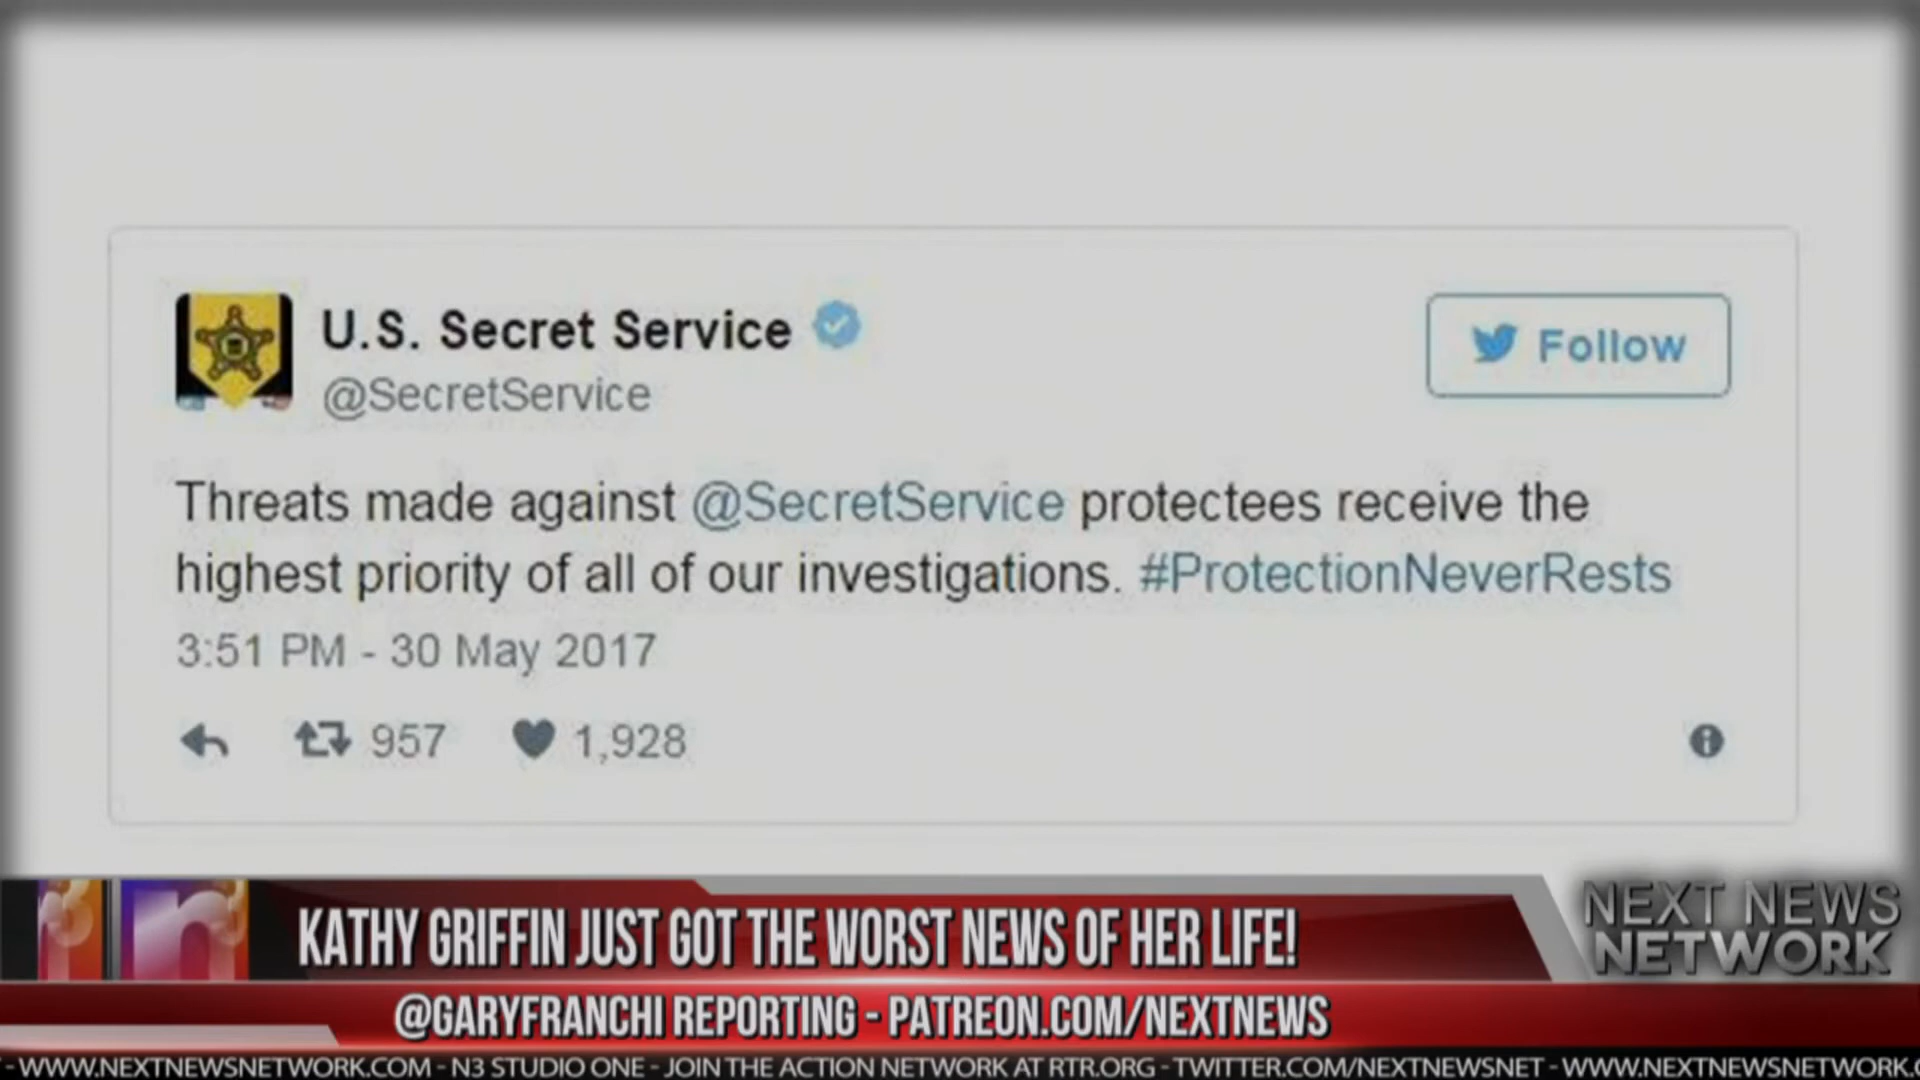 U.S. Secret Service
@SecretService
Follow
Threats made against @SecretService protectees receive the
highest priority of all of our investigations. #ProtectionNeverRests
3:51 PM - 30 May 2017
957 1,928
KATHY GRIFFIN JUST GOT THE WORST NEWS OF HER LIFE!
NEXT NEWS
NETWORK
@GARYFRANCHI REPORTING - PATREON.COM/NEXTNEWS
- WWW.NEXTNEWSNETWORK.COM - N3 STUDIO ONE - JOIN THE ACTION NETWORK AT RTR.ORG - TWITTER.COM/NEXTNEWSNET - WWW.NEXTNEWSNETWORK.